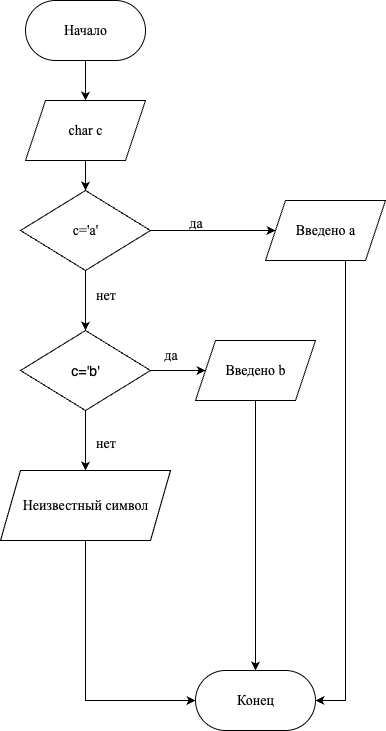 Начало
char c
c='a'
да
Введено a
нет
c='b'
да
Введено b
нет
Неизвестный символ
Конец